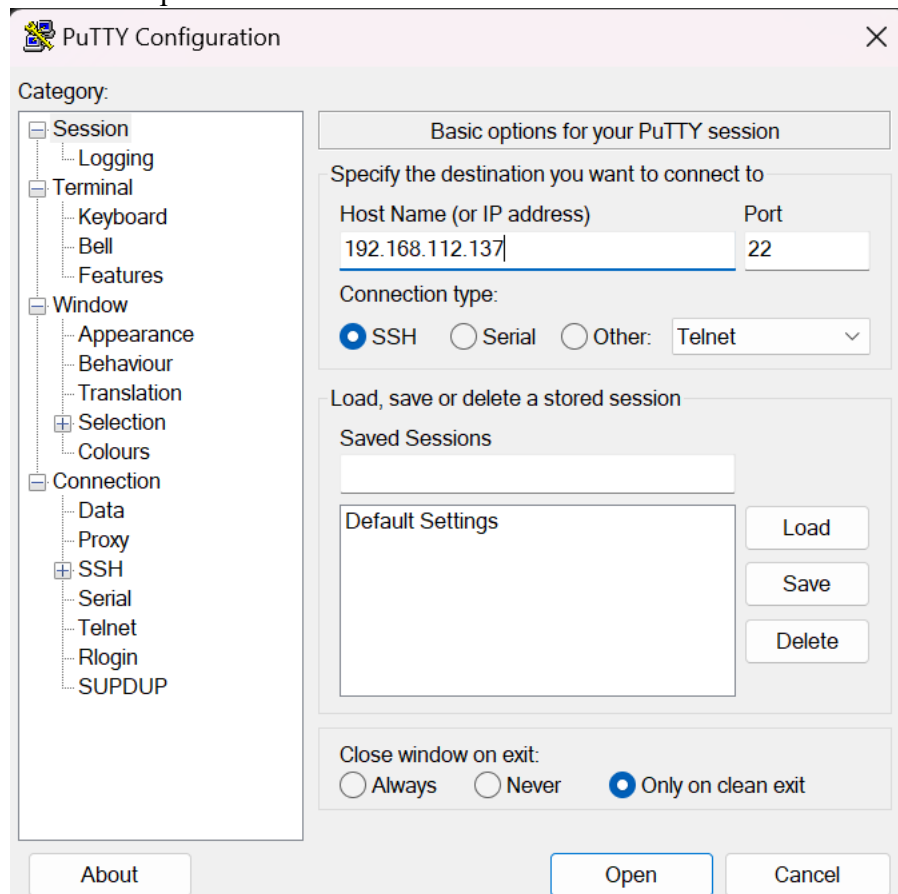 PuTTY Configuration
Category:
Session
Logging
Terminal
Keyboard
Bell
Features
Window
Appearance
Behaviour
Translation
Selection
Colours
Connection
Data
Proxy
SSH
Serial
Telnet
Rlogin
SUPDUP
Basic options for your PuTTY session
Specify the destination you want to connect to
Host Name (or IP address) Port
192.168.112.137 22
Connection type:
SSH Serial Other: Telnet
Load, save or delete a stored session
Saved Sessions
Default Settings
Load
Save
Delete
Close window on exit:
Always Never Only on clean exit
About Open Cancel